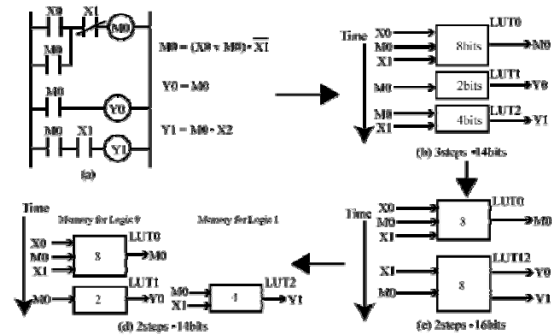 X0 X1
M0
M0
M0 = (X0 + M0) · X1
M0
Y0
Y0 = M0
M0 X1
Y1
Y1 = M0 · X2
(a)
Time
X0
M0
X1
LUT0
8bits
M0
M0
LUT1
2bits
Y0
M0
X1
LUT2
4bits
Y1
(b) 3steps •14bits
Time
X0
M0
X1
LUT0
8
M0
X1
M0
LUT12
8
Y0
Y1
(c) 2steps •16bits
Time
Memory for Logic 0
Memory for Logic 1
X0
M0
X1
LUT0
8
M0
M0
LUT1
2
Y0
M0
X1
LUT2
4
Y1
(d) 2steps •14bits